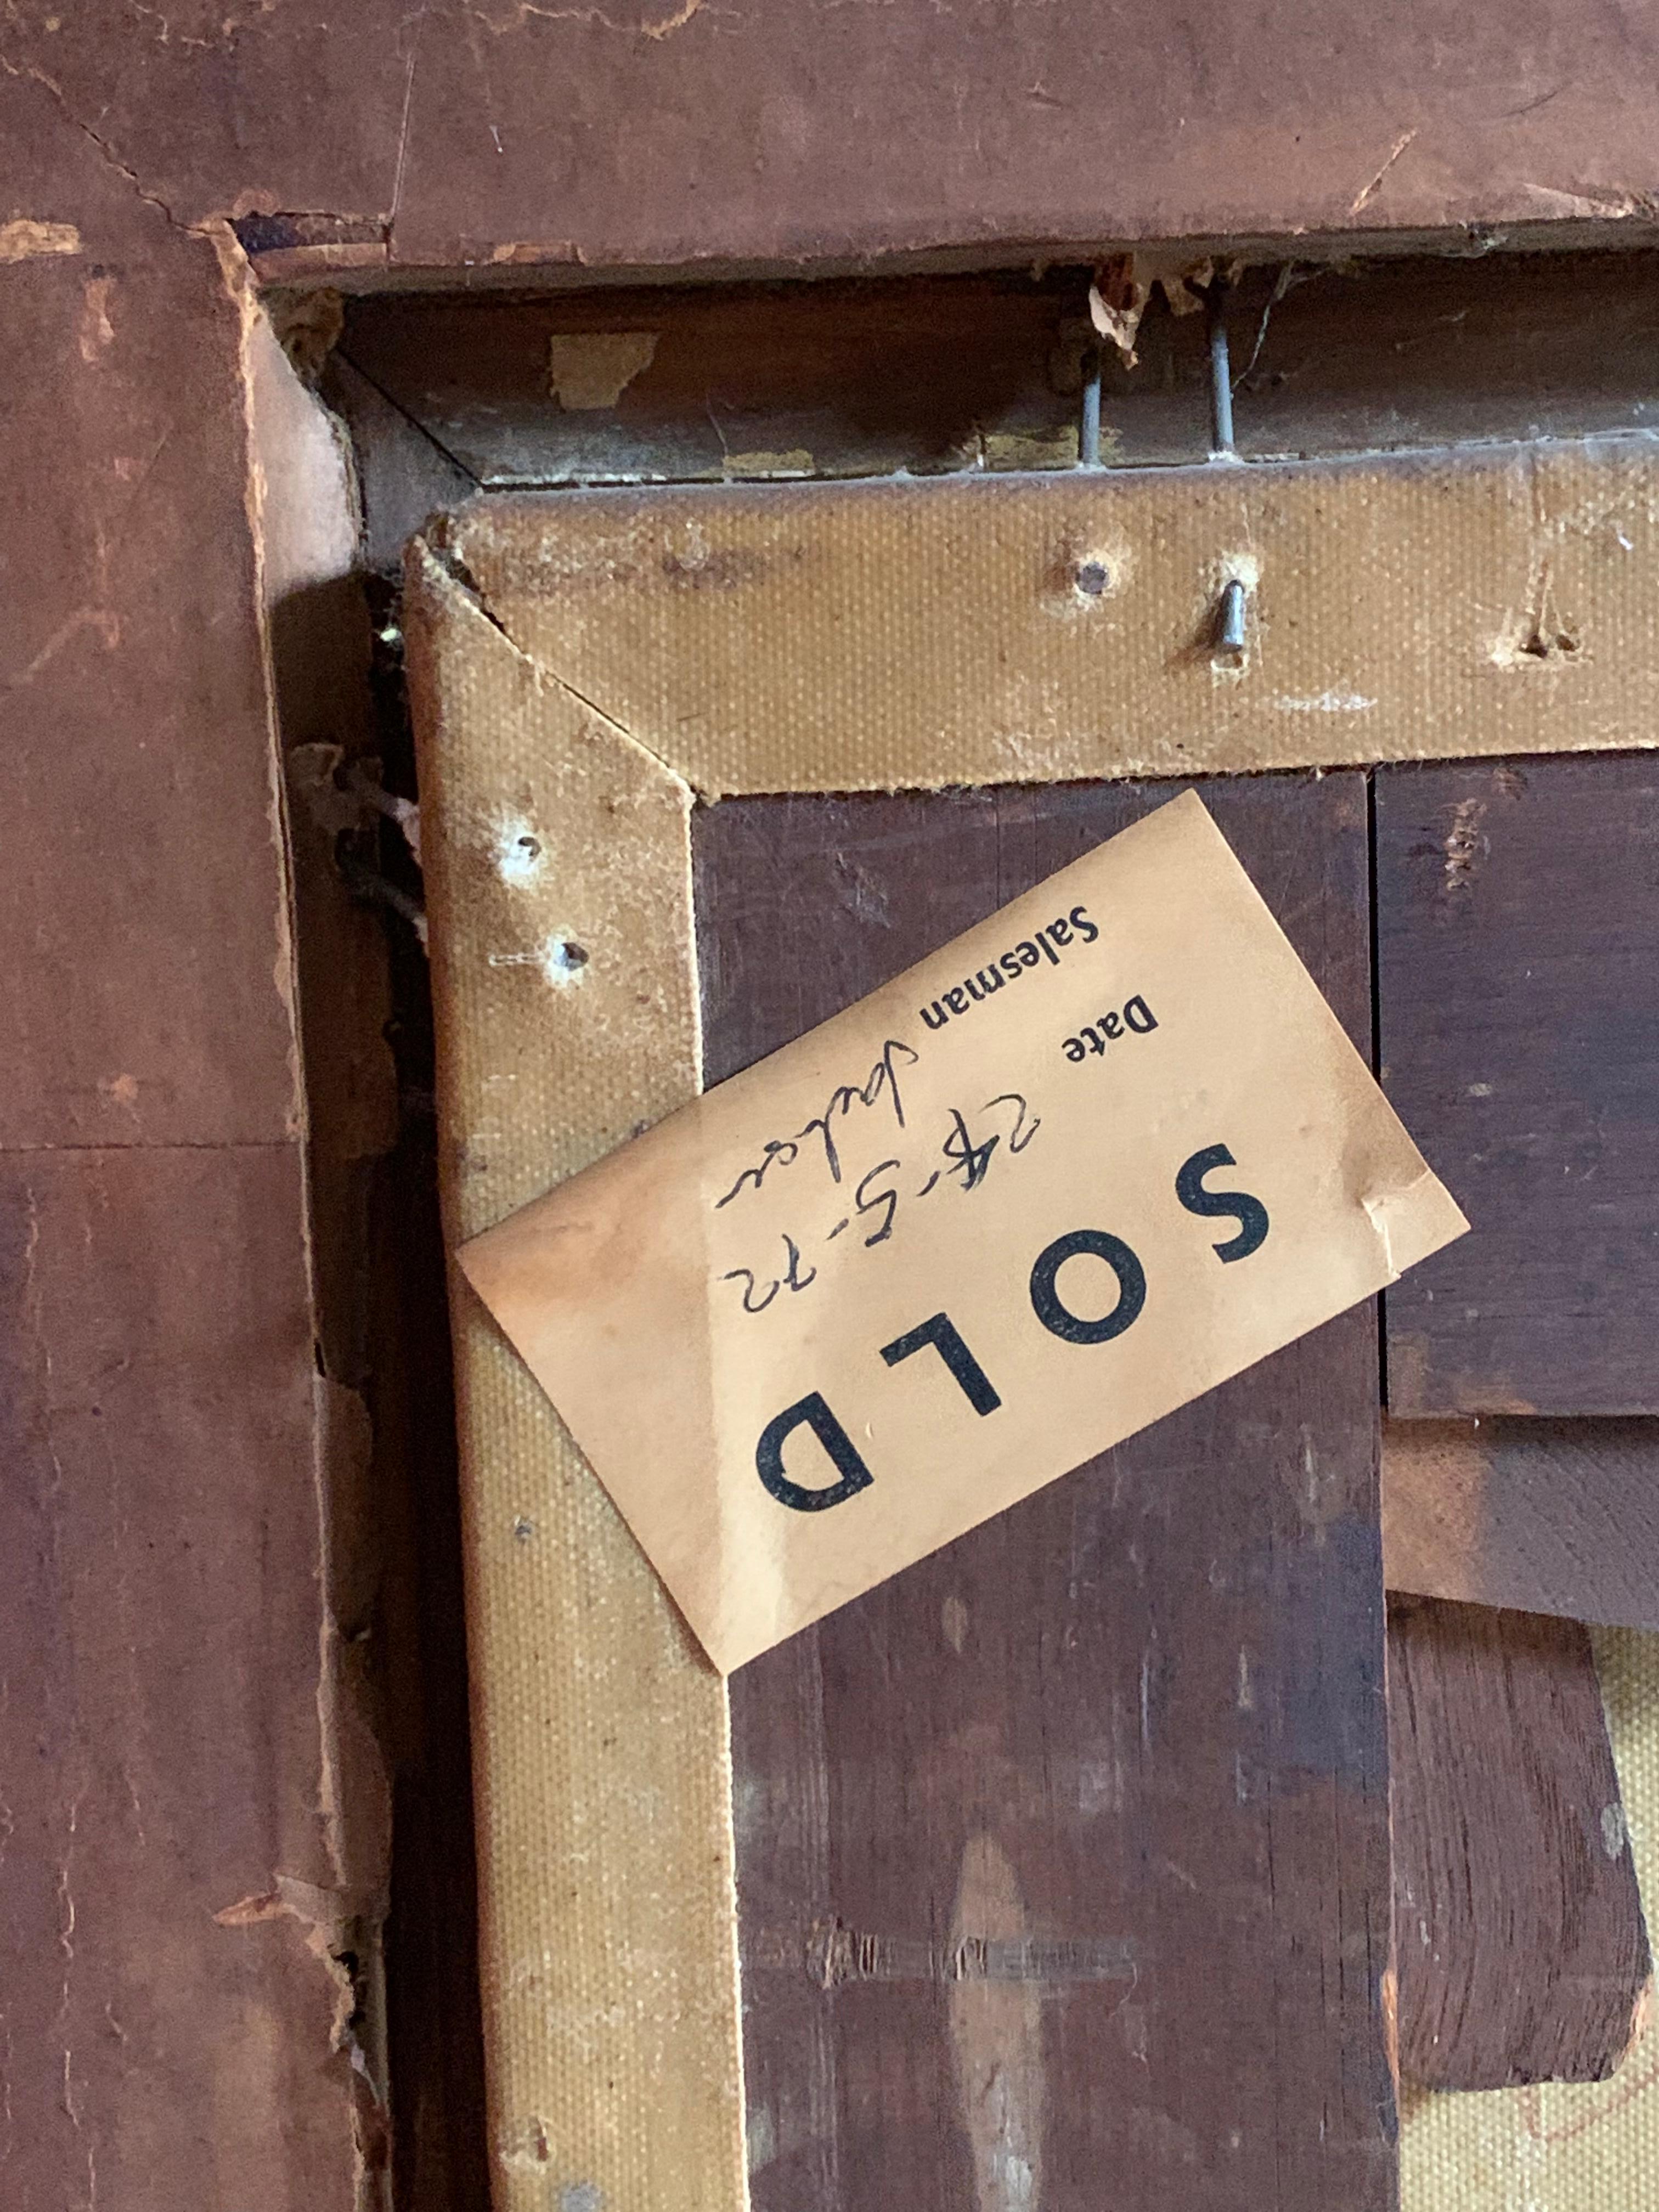 SOLD
Date 24-5-72
Salesman